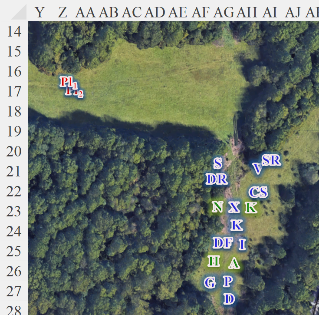 Y Z AA AB AC AD AE AF AG AH AI AJ
14
15
16
Pl₁
17
18
19
20
S SR
21
V
DR
22
CS
23
N X K
24
K
25
DF I
26
H A
27
G P
D
28